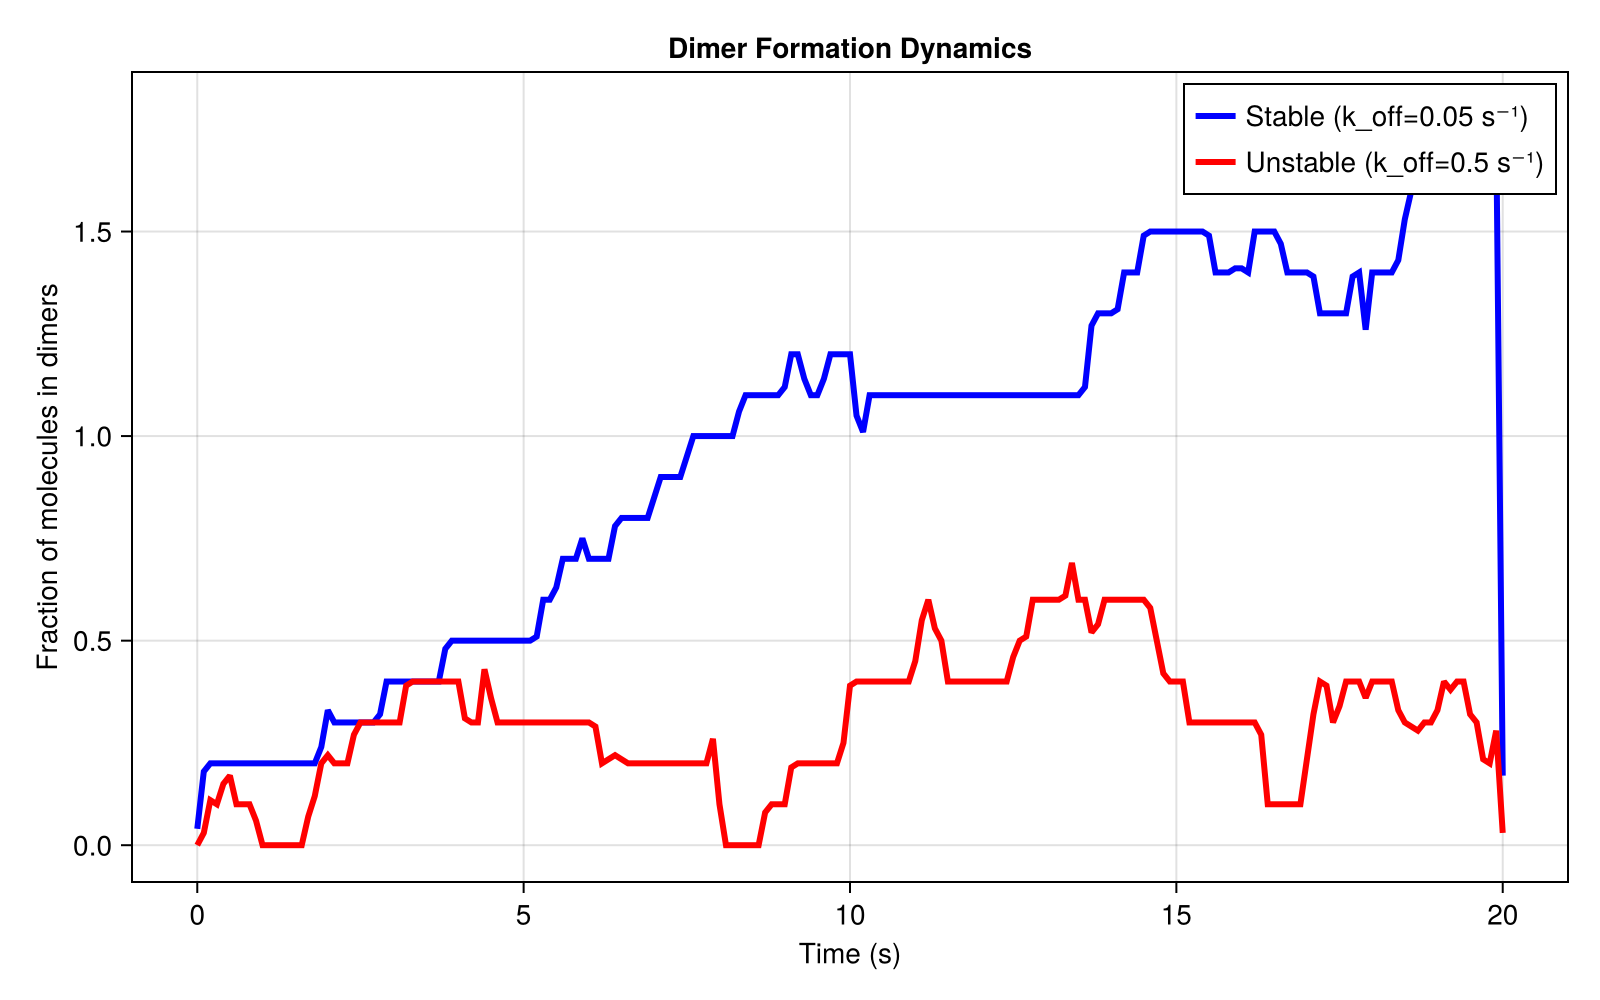 Dimer Formation Dynamics
Stable (k_off=0.05 s⁻¹)
Unstable (k_off=0.5 s⁻¹)
Fraction of molecules in dimers
1.5
1.0
0.5
0.0
0 5 10 15 20
Time (s)